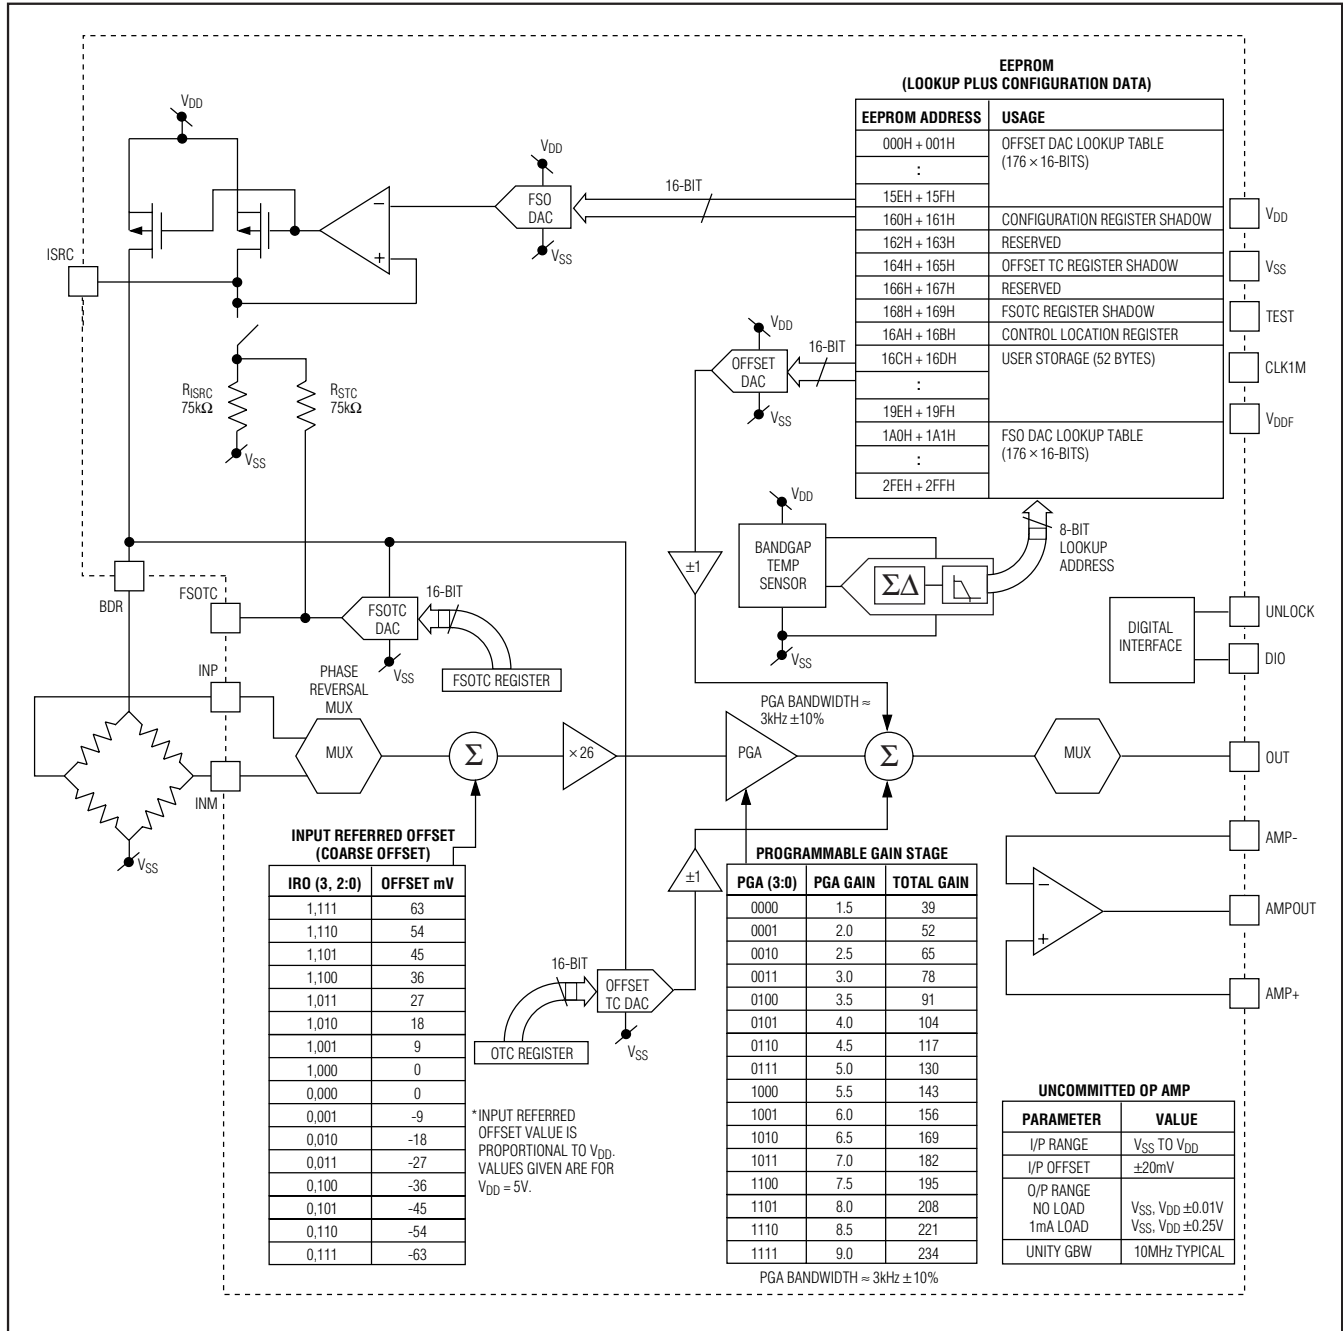 EEPROM
(LOOKUP PLUS CONFIGURATION DATA)
EEPROM ADDRESS USAGE
000H + 001H OFFSET DAC LOOKUP TABLE
(176 × 16-BITS)
:
15EH + 15FH
160H + 161H CONFIGURATION REGISTER SHADOW
162H + 163H RESERVED
164H + 165H OFFSET TC REGISTER SHADOW
166H + 167H RESERVED
168H + 169H FSOTC REGISTER SHADOW
16AH + 16BH CONTROL LOCATION REGISTER
16CH + 16DH USER STORAGE (52 BYTES)
:
19EH + 19FH
1A0H + 1A1H FSO DAC LOOKUP TABLE
(176 × 16-BITS)
:
2FEH + 2FFH
VDD
VDD
FSO
DAC
VSS
16-BIT
−
+
ISRC
RISRC
75kΩ
RSTC
75kΩ
VSS
VDD
OFFSET
DAC
VSS
16-BIT
VDD
VSS
TEST
CLK1M
VDDF
VDD
BANDGAP
TEMP
SENSOR
VSS
ΣΔ
8-BIT
LOOKUP
ADDRESS
±1
BDR
FSOTC
FSOTC
DAC
VSS
16-BIT
FSOTC REGISTER
DIGITAL
INTERFACE
UNLOCK
DIO
INP
INM
VSS
PHASE
REVERSAL
MUX
MUX
Σ
×26
PGA BANDWIDTH ≈
3kHz ±10%
PGA
Σ
MUX
OUT
AMP-
AMPOUT
AMP+
−
+
±1
16-BIT
OFFSET
TC DAC
VSS
OTC REGISTER
INPUT REFERRED OFFSET
(COARSE OFFSET)
IRO (3, 2:0) OFFSET mV
1,111 63
1,110 54
1,101 45
1,100 36
1,011 27
1,010 18
1,001 9
1,000 0
0,000 0
0,001 -9
0,010 -18
0,011 -27
0,100 -36
0,101 -45
0,110 -54
0,111 -63
*INPUT REFERRED
OFFSET VALUE IS
PROPORTIONAL TO VDD.
VALUES GIVEN ARE FOR
VDD = 5V.
PROGRAMMABLE GAIN STAGE
PGA (3:0) PGA GAIN TOTAL GAIN
0000 1.5 39
0001 2.0 52
0010 2.5 65
0011 3.0 78
0100 3.5 91
0101 4.0 104
0110 4.5 117
0111 5.0 130
1000 5.5 143
1001 6.0 156
1010 6.5 169
1011 7.0 182
1100 7.5 195
1101 8.0 208
1110 8.5 221
1111 9.0 234
PGA BANDWIDTH ≈ 3kHz ±10%
UNCOMMITTED OP AMP
PARAMETER VALUE
I/P RANGE VSS TO VDD
I/P OFFSET ±20mV
O/P RANGE
NO LOAD VSS, VDD ±0.01V
1mA LOAD VSS, VDD ±0.25V
UNITY GBW 10MHz TYPICAL